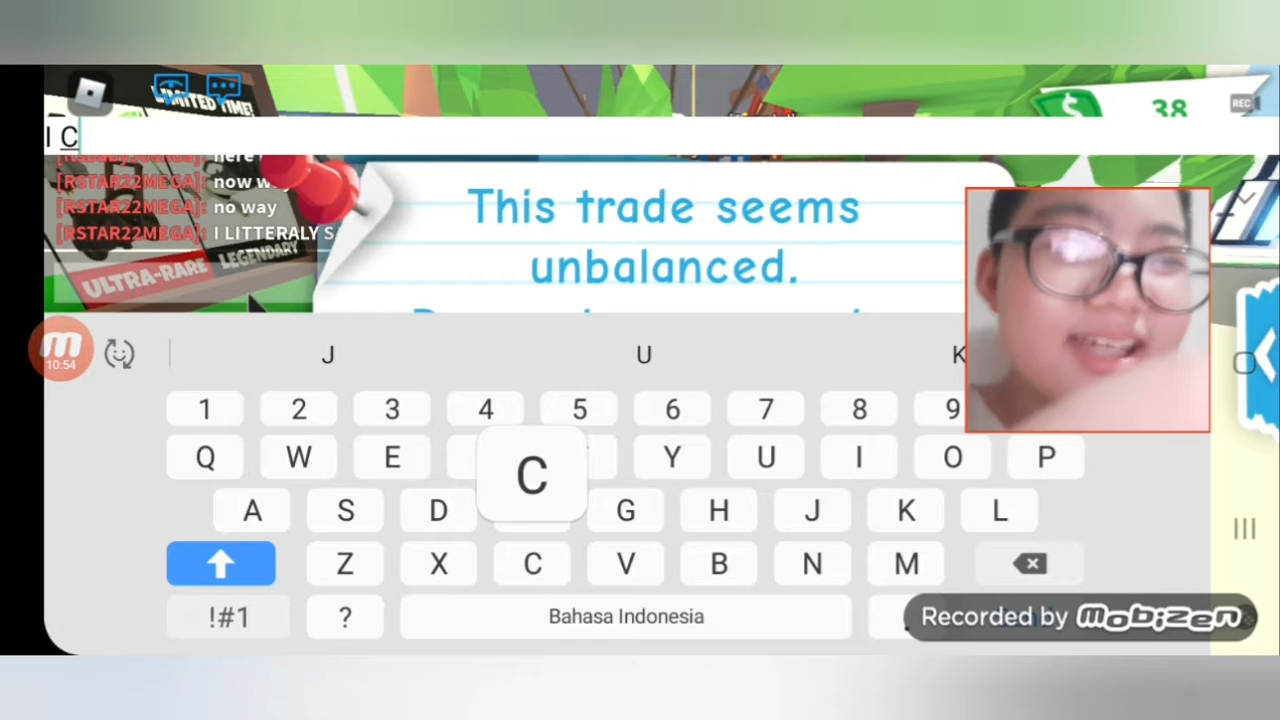 LIMITED TIME!
$ 38
REC
I C
here
[RSTAR22MEGA]: now way
[RSTAR22MEGA]: no way
[RSTAR22MEGA]: I LITTERALY S
ULTRA-RARE
LEGENDARY
This trade seems
unbalanced.
10:54
J U K
1 2 3 4 5 6 7 8 9
Q W E Y U I O P
C
A S D G H J K L
Z X C V B N M
!#1 ? Bahasa Indonesia
Recorded by mobizen